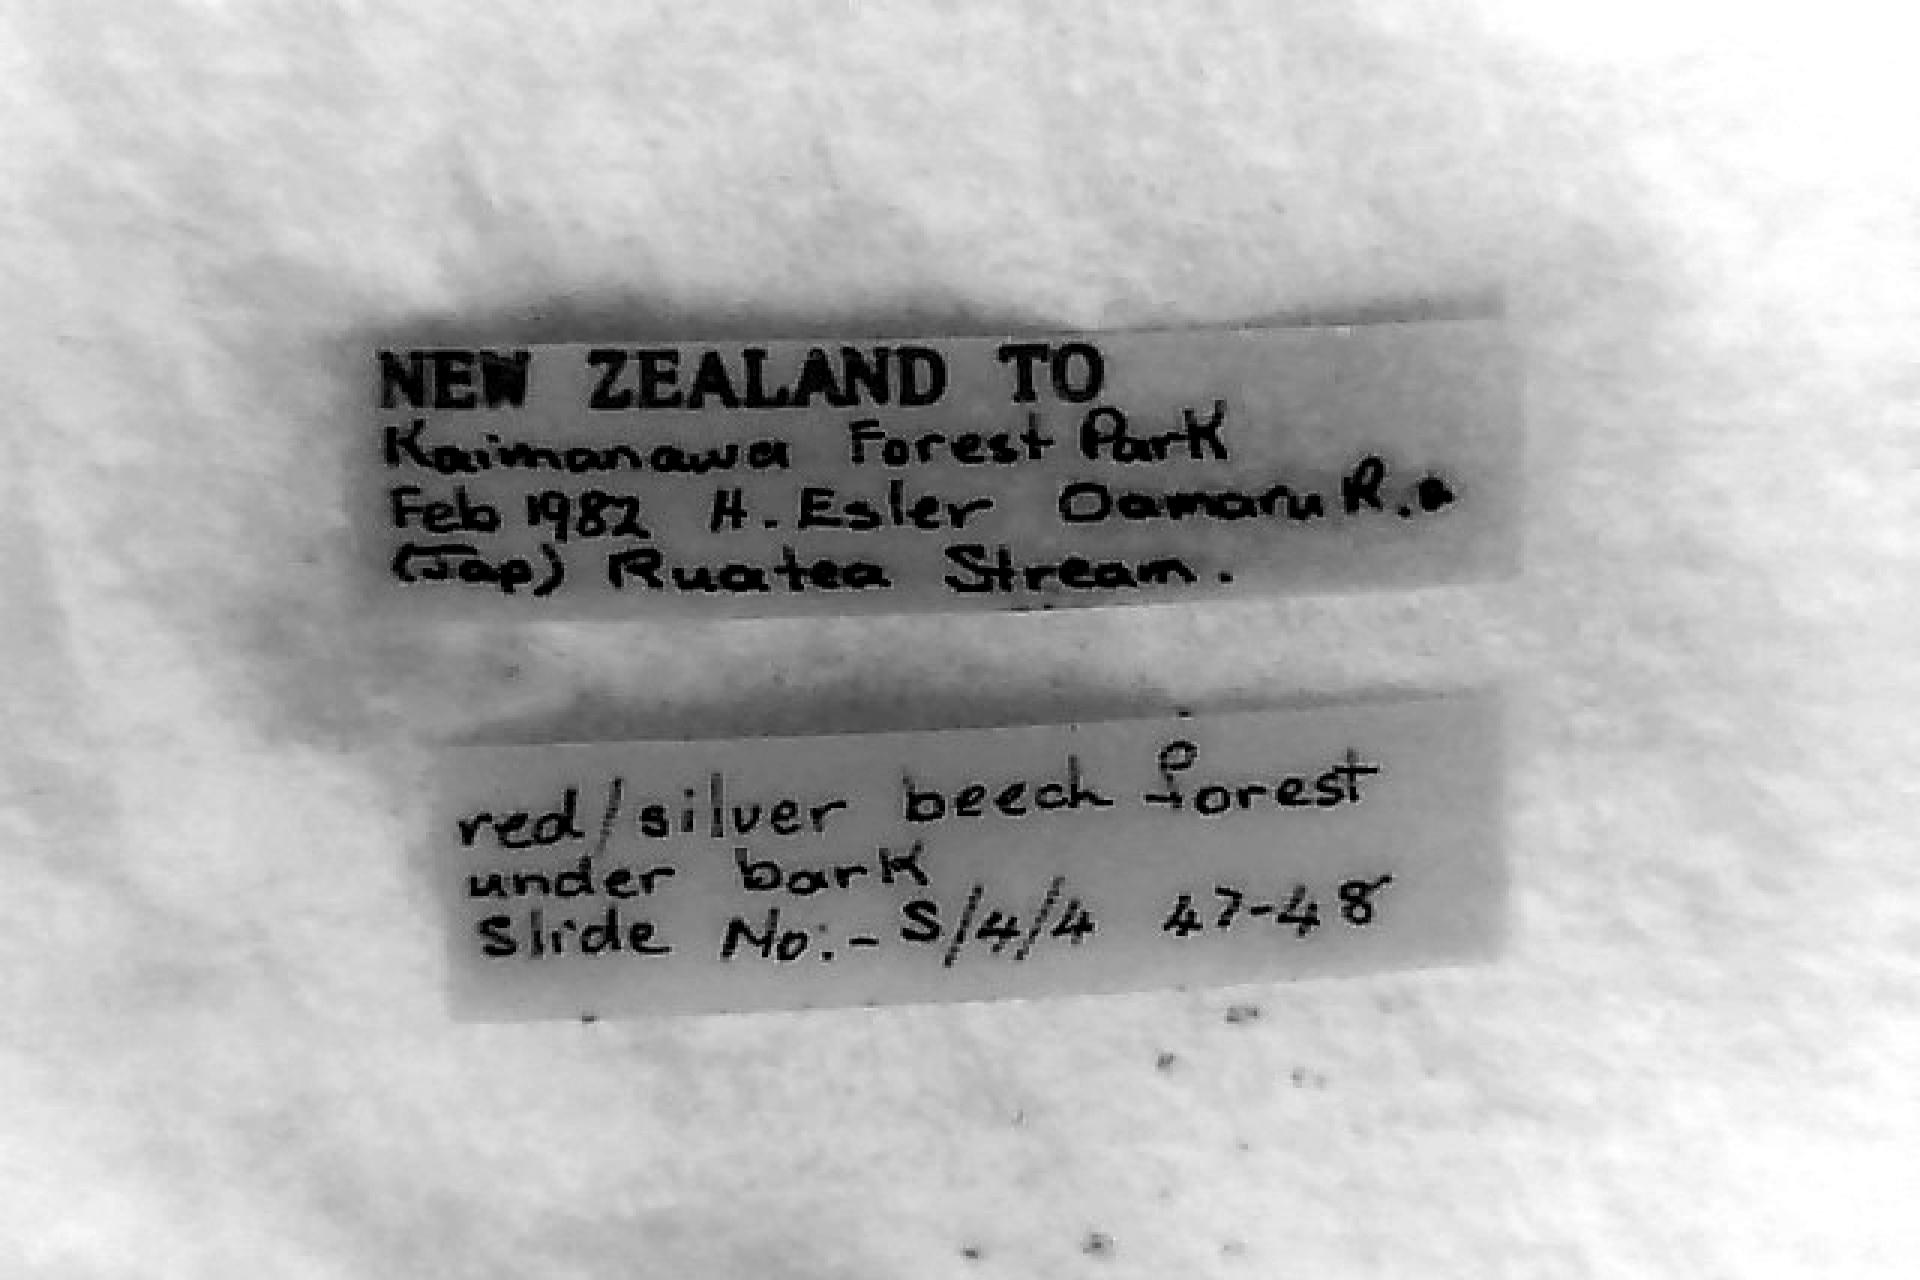 NEW ZEALAND TO
Kaimanawa Forest Park
Feb 1982 H. Esler Oamaru R.
(Jap) Ruatea Stream.
red/silver beech forest
under bark
Slide No:- S/4/4 47-48